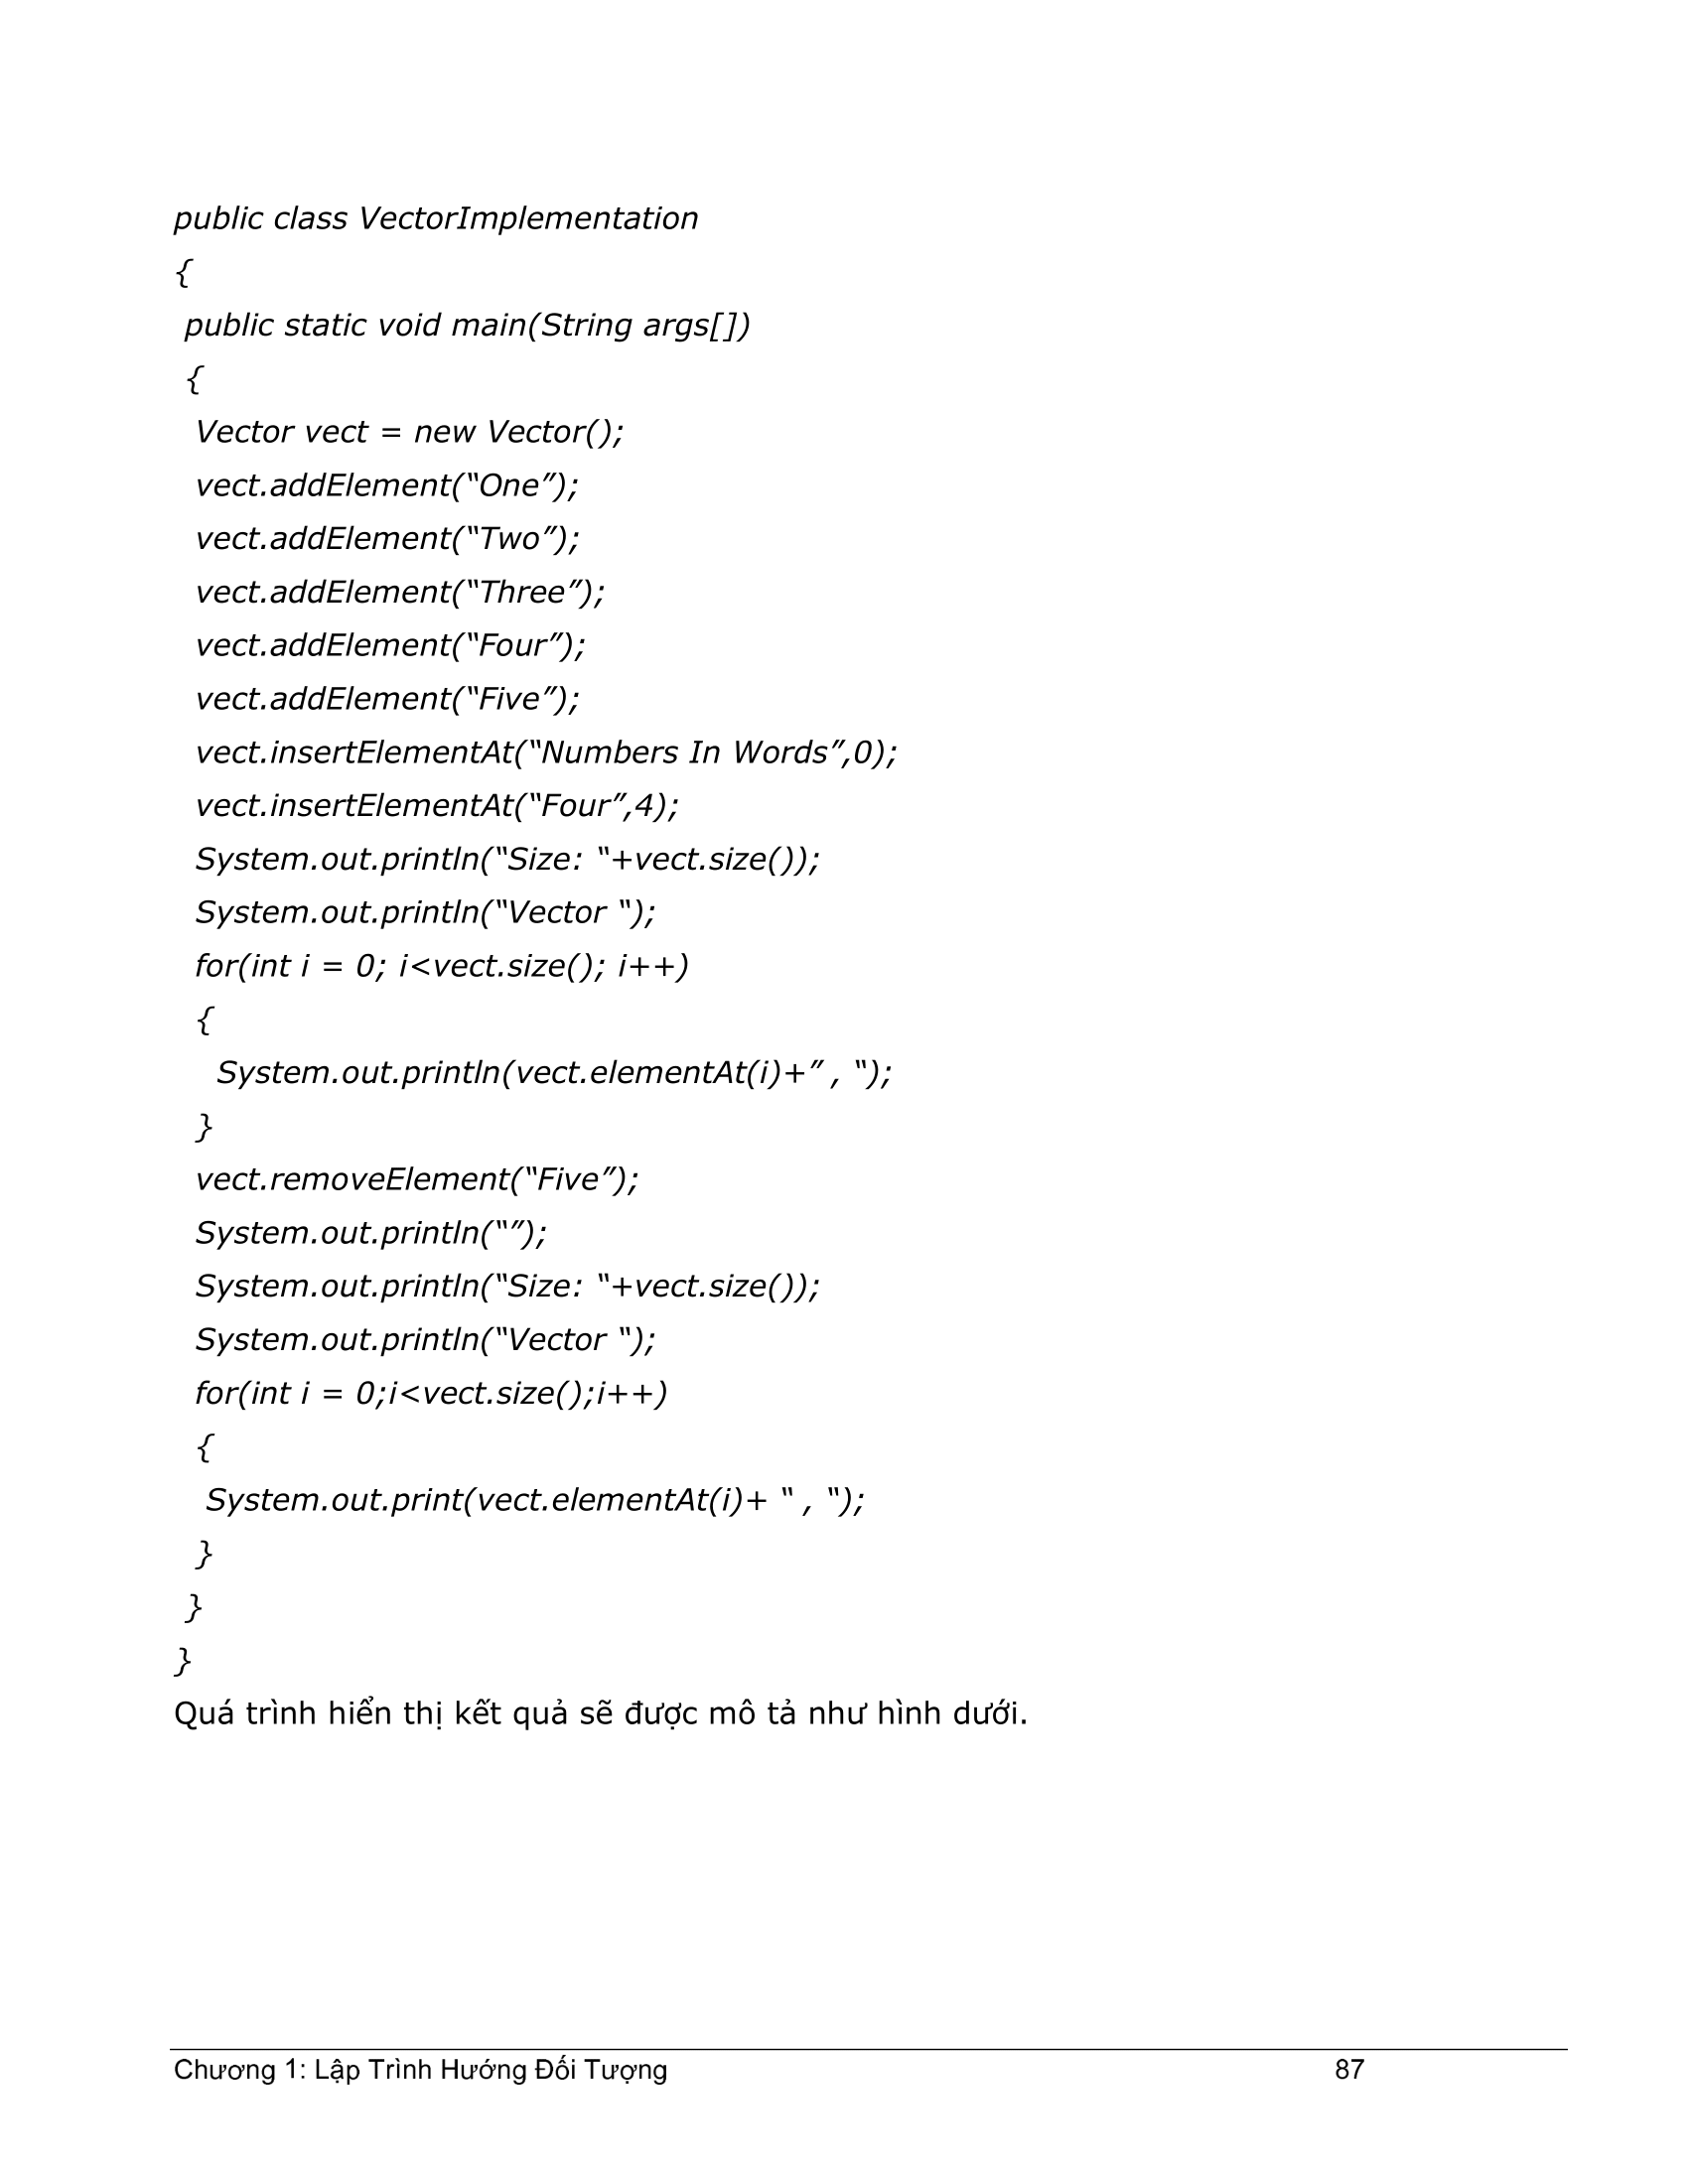 public class VectorImplementation
{
public static void main(String args[])
{
Vector vect = new Vector();
vect.addElement(“One”);
vect.addElement(“Two”);
vect.addElement(“Three”);
vect.addElement(“Four”);
vect.addElement(“Five”);
vect.insertElementAt(“Numbers In Words”,0);
vect.insertElementAt(“Four”,4);
System.out.println(“Size: “+vect.size());
System.out.println(“Vector “);
for(int i = 0; i<vect.size(); i++)
{
System.out.println(vect.elementAt(i)+” , “);
}
vect.removeElement(“Five”);
System.out.println(“”);
System.out.println(“Size: “+vect.size());
System.out.println(“Vector “);
for(int i = 0;i<vect.size();i++)
{
System.out.print(vect.elementAt(i)+ “ , “);
}
}
}
Quá trình hiển thị kết quả sẽ được mô tả như hình dưới.
Chương 1: Lập Trình Hướng Đối Tượng 87